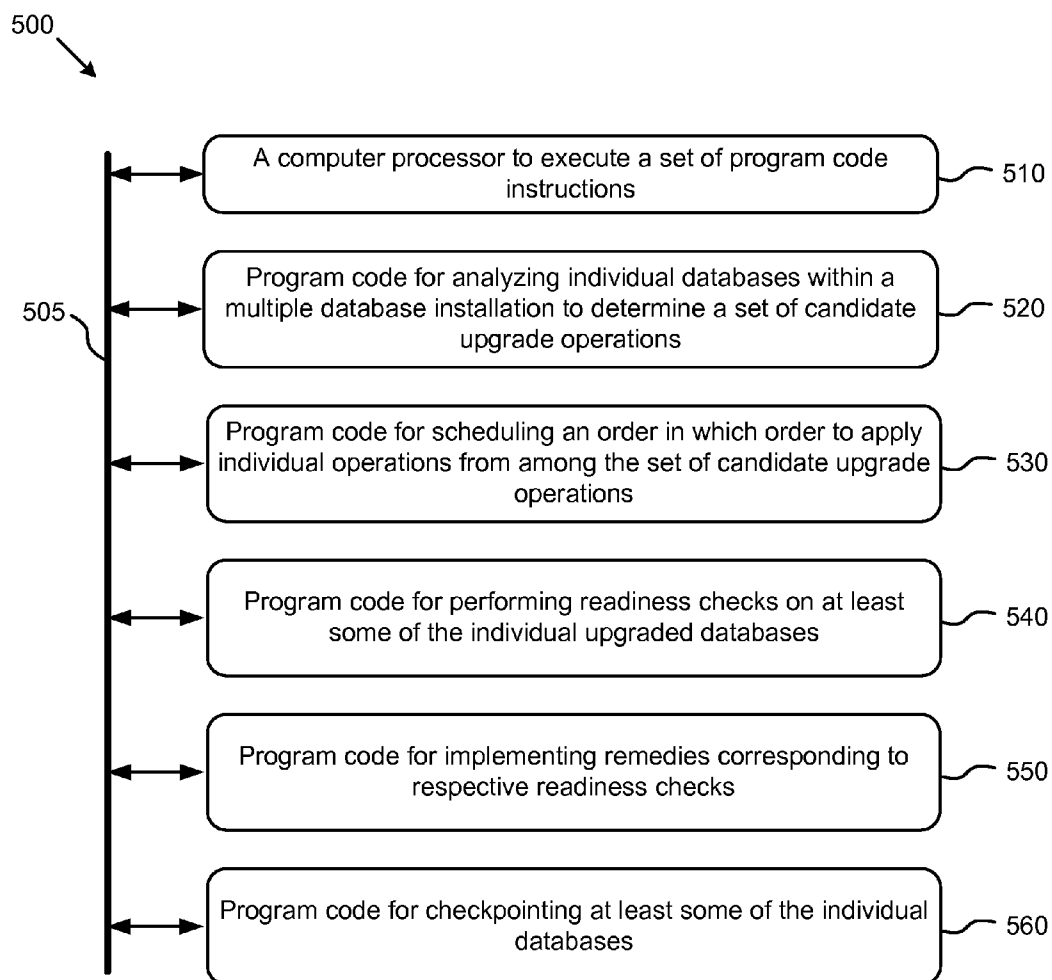 500
A computer processor to execute a set of program code
instructions
510
Program code for analyzing individual databases within a
multiple database installation to determine a set of candidate
upgrade operations
505
520
Program code for scheduling an order in which order to apply
individual operations from among the set of candidate upgrade
operations
530
Program code for performing readiness checks on at least
some of the individual upgraded databases
540
Program code for implementing remedies corresponding to
respective readiness checks
550
Program code for checkpointing at least some of the individual
databases
560